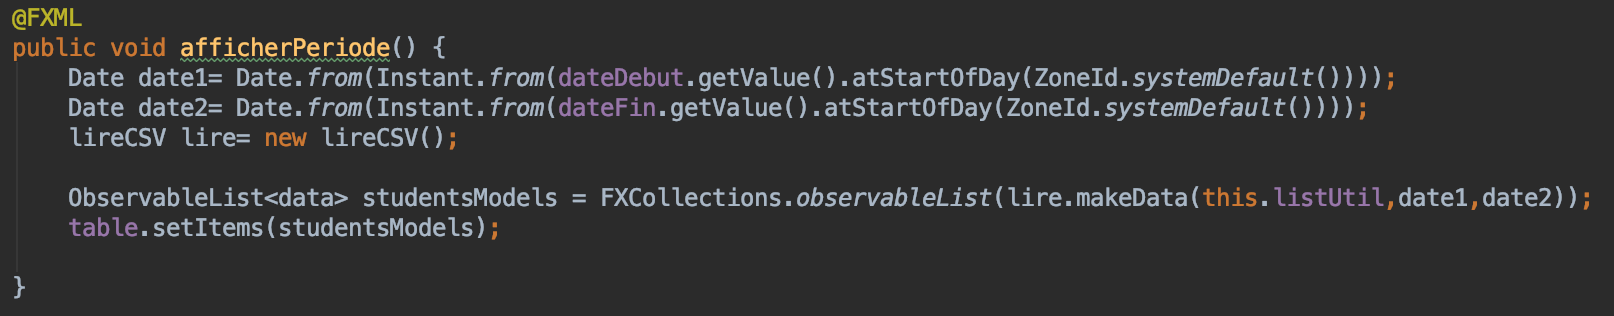 @FXML
public void afficherPeriode() {
    Date date1= Date.from(Instant.from(dateDebut.getValue().atStartOfDay(ZoneId.systemDefault())));
    Date date2= Date.from(Instant.from(dateFin.getValue().atStartOfDay(ZoneId.systemDefault())));
    lireCSV lire= new lireCSV();
    ObservableList<data> studentsModels = FXCollections.observableList(lire.makeData(this.listUtil,date1,date2));
    table.setItems(studentsModels);
}